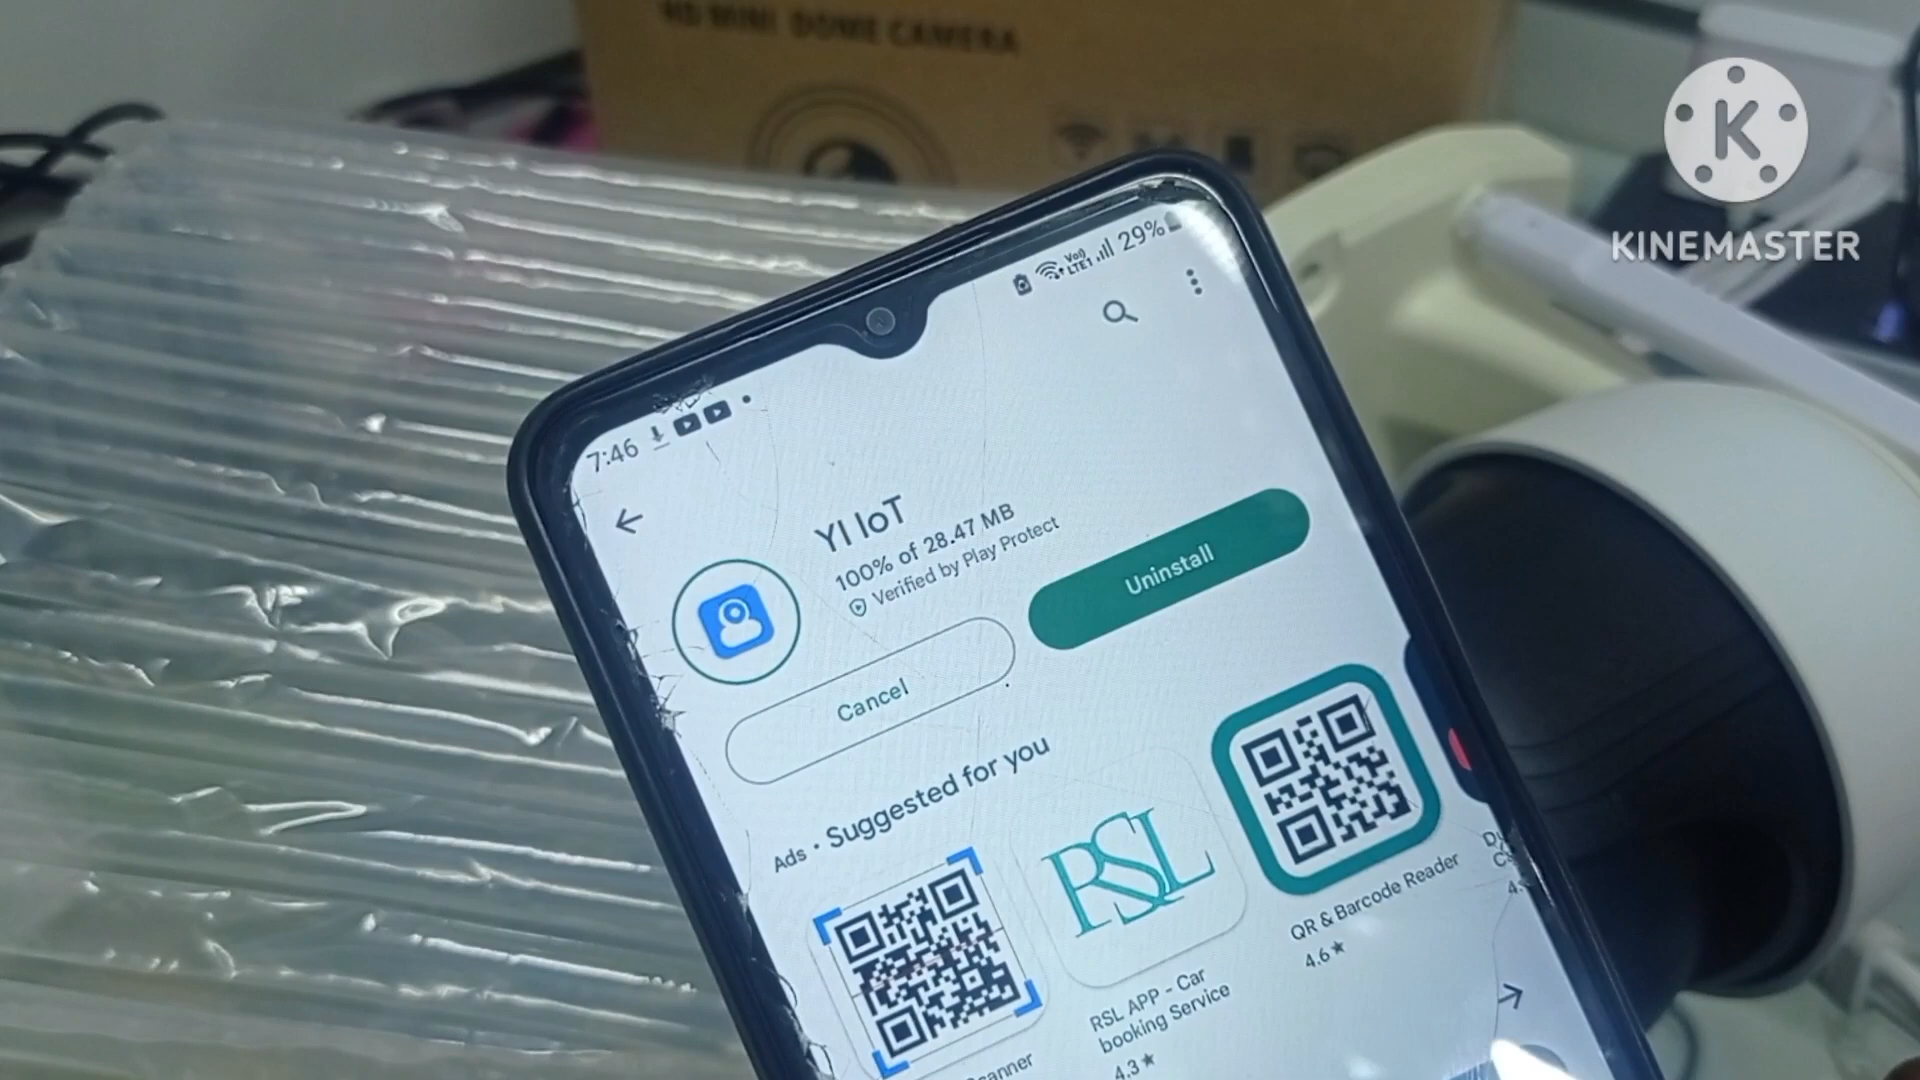 HD MINI DOME CAMERA
K
KINEMASTER
7:46
Vo)) LTE1 29%
YI IoT
100% of 28.47 MB
Verified by Play Protect
Uninstall
Cancel
Ads • Suggested for you
RSL
QR & Barcode Reader
4.6★
RSL APP - Car
booking Service
4.3★